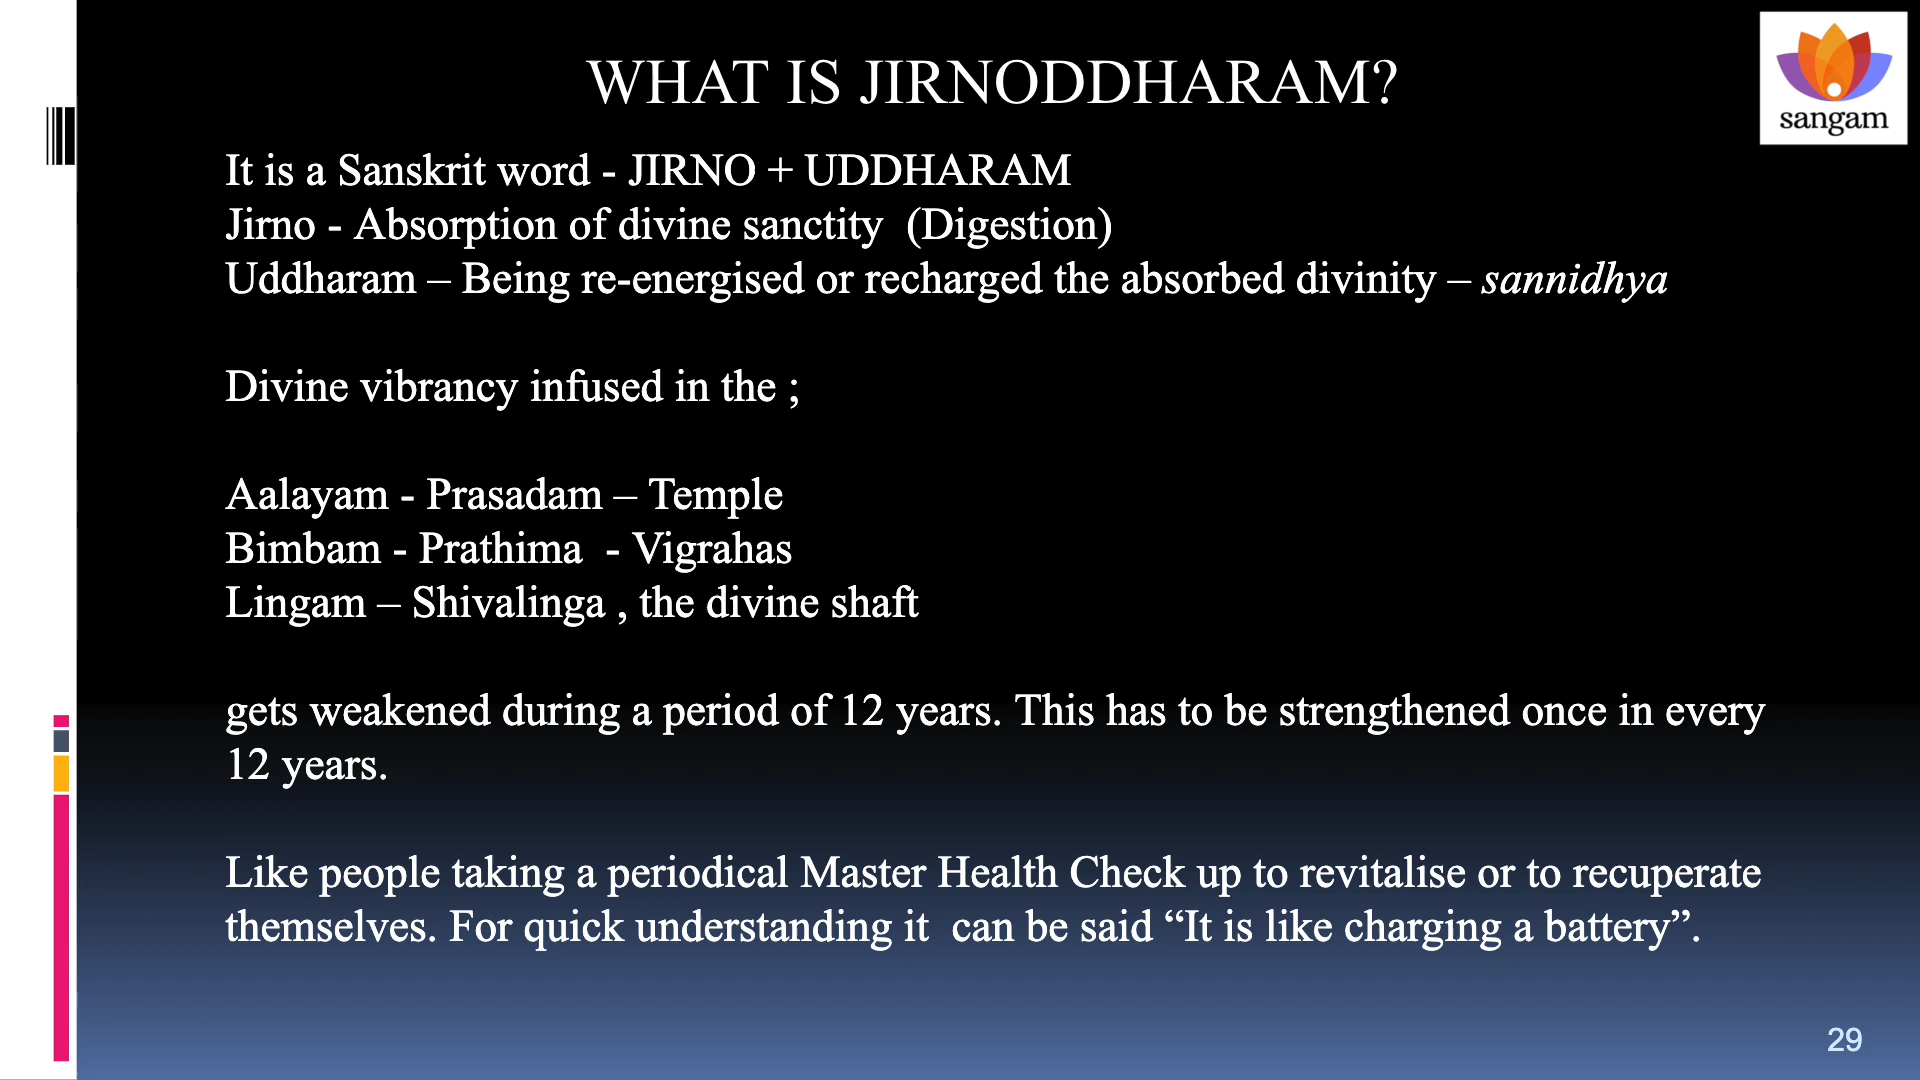 WHAT IS JIRNODDHARAM?
sangam
It is a Sanskrit word - JIRNO + UDDHARAM
Jirno - Absorption of divine sanctity  (Digestion)
Uddharam – Being re-energised or recharged the absorbed divinity – sannidhya
Divine vibrancy infused in the ;
Aalayam - Prasadam – Temple
Bimbam - Prathima  - Vigrahas
Lingam – Shivalinga , the divine shaft
gets weakened during a period of 12 years. This has to be strengthened once in every
12 years.
Like people taking a periodical Master Health Check up to revitalise or to recuperate
themselves. For quick understanding it  can be said “It is like charging a battery”.
29